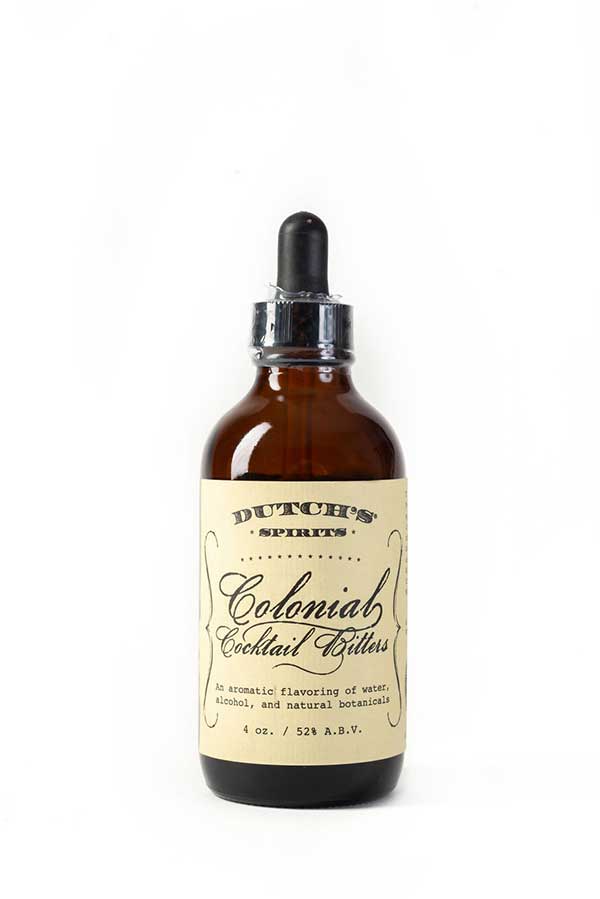 DUTCH'S
SPIRITS
Colonial
Cocktail Bitters
An aromatic flavoring of water,
alcohol, and natural botanicals
4 oz. / 52% A.B.V.